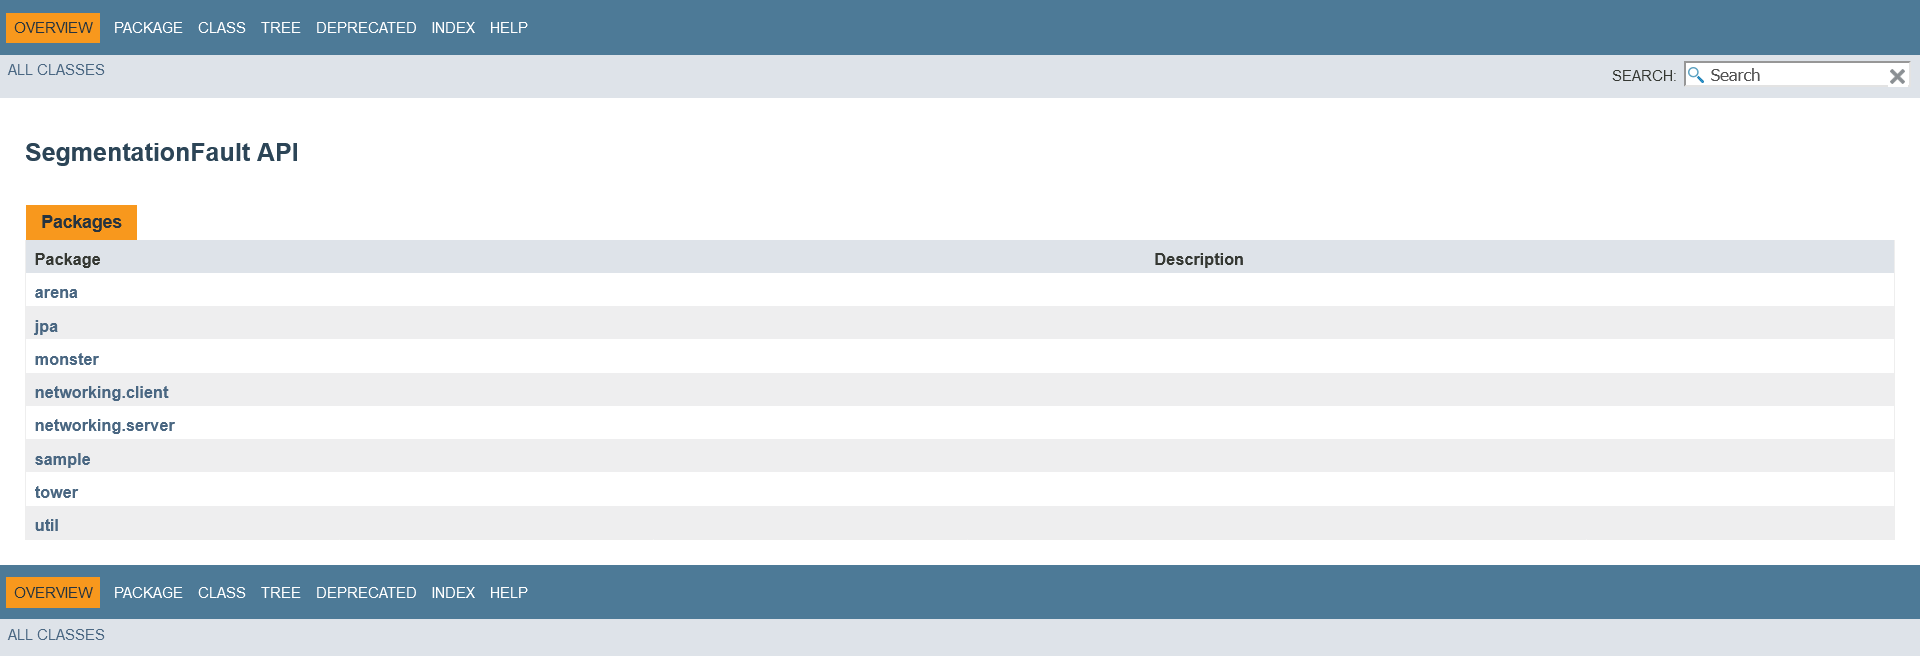 OVERVIEW PACKAGE CLASS TREE DEPRECATED INDEX HELP
ALL CLASSES
SEARCH: Search
SegmentationFault API
Packages
Package Description
arena
jpa
monster
networking.client
networking.server
sample
tower
util
OVERVIEW PACKAGE CLASS TREE DEPRECATED INDEX HELP
ALL CLASSES